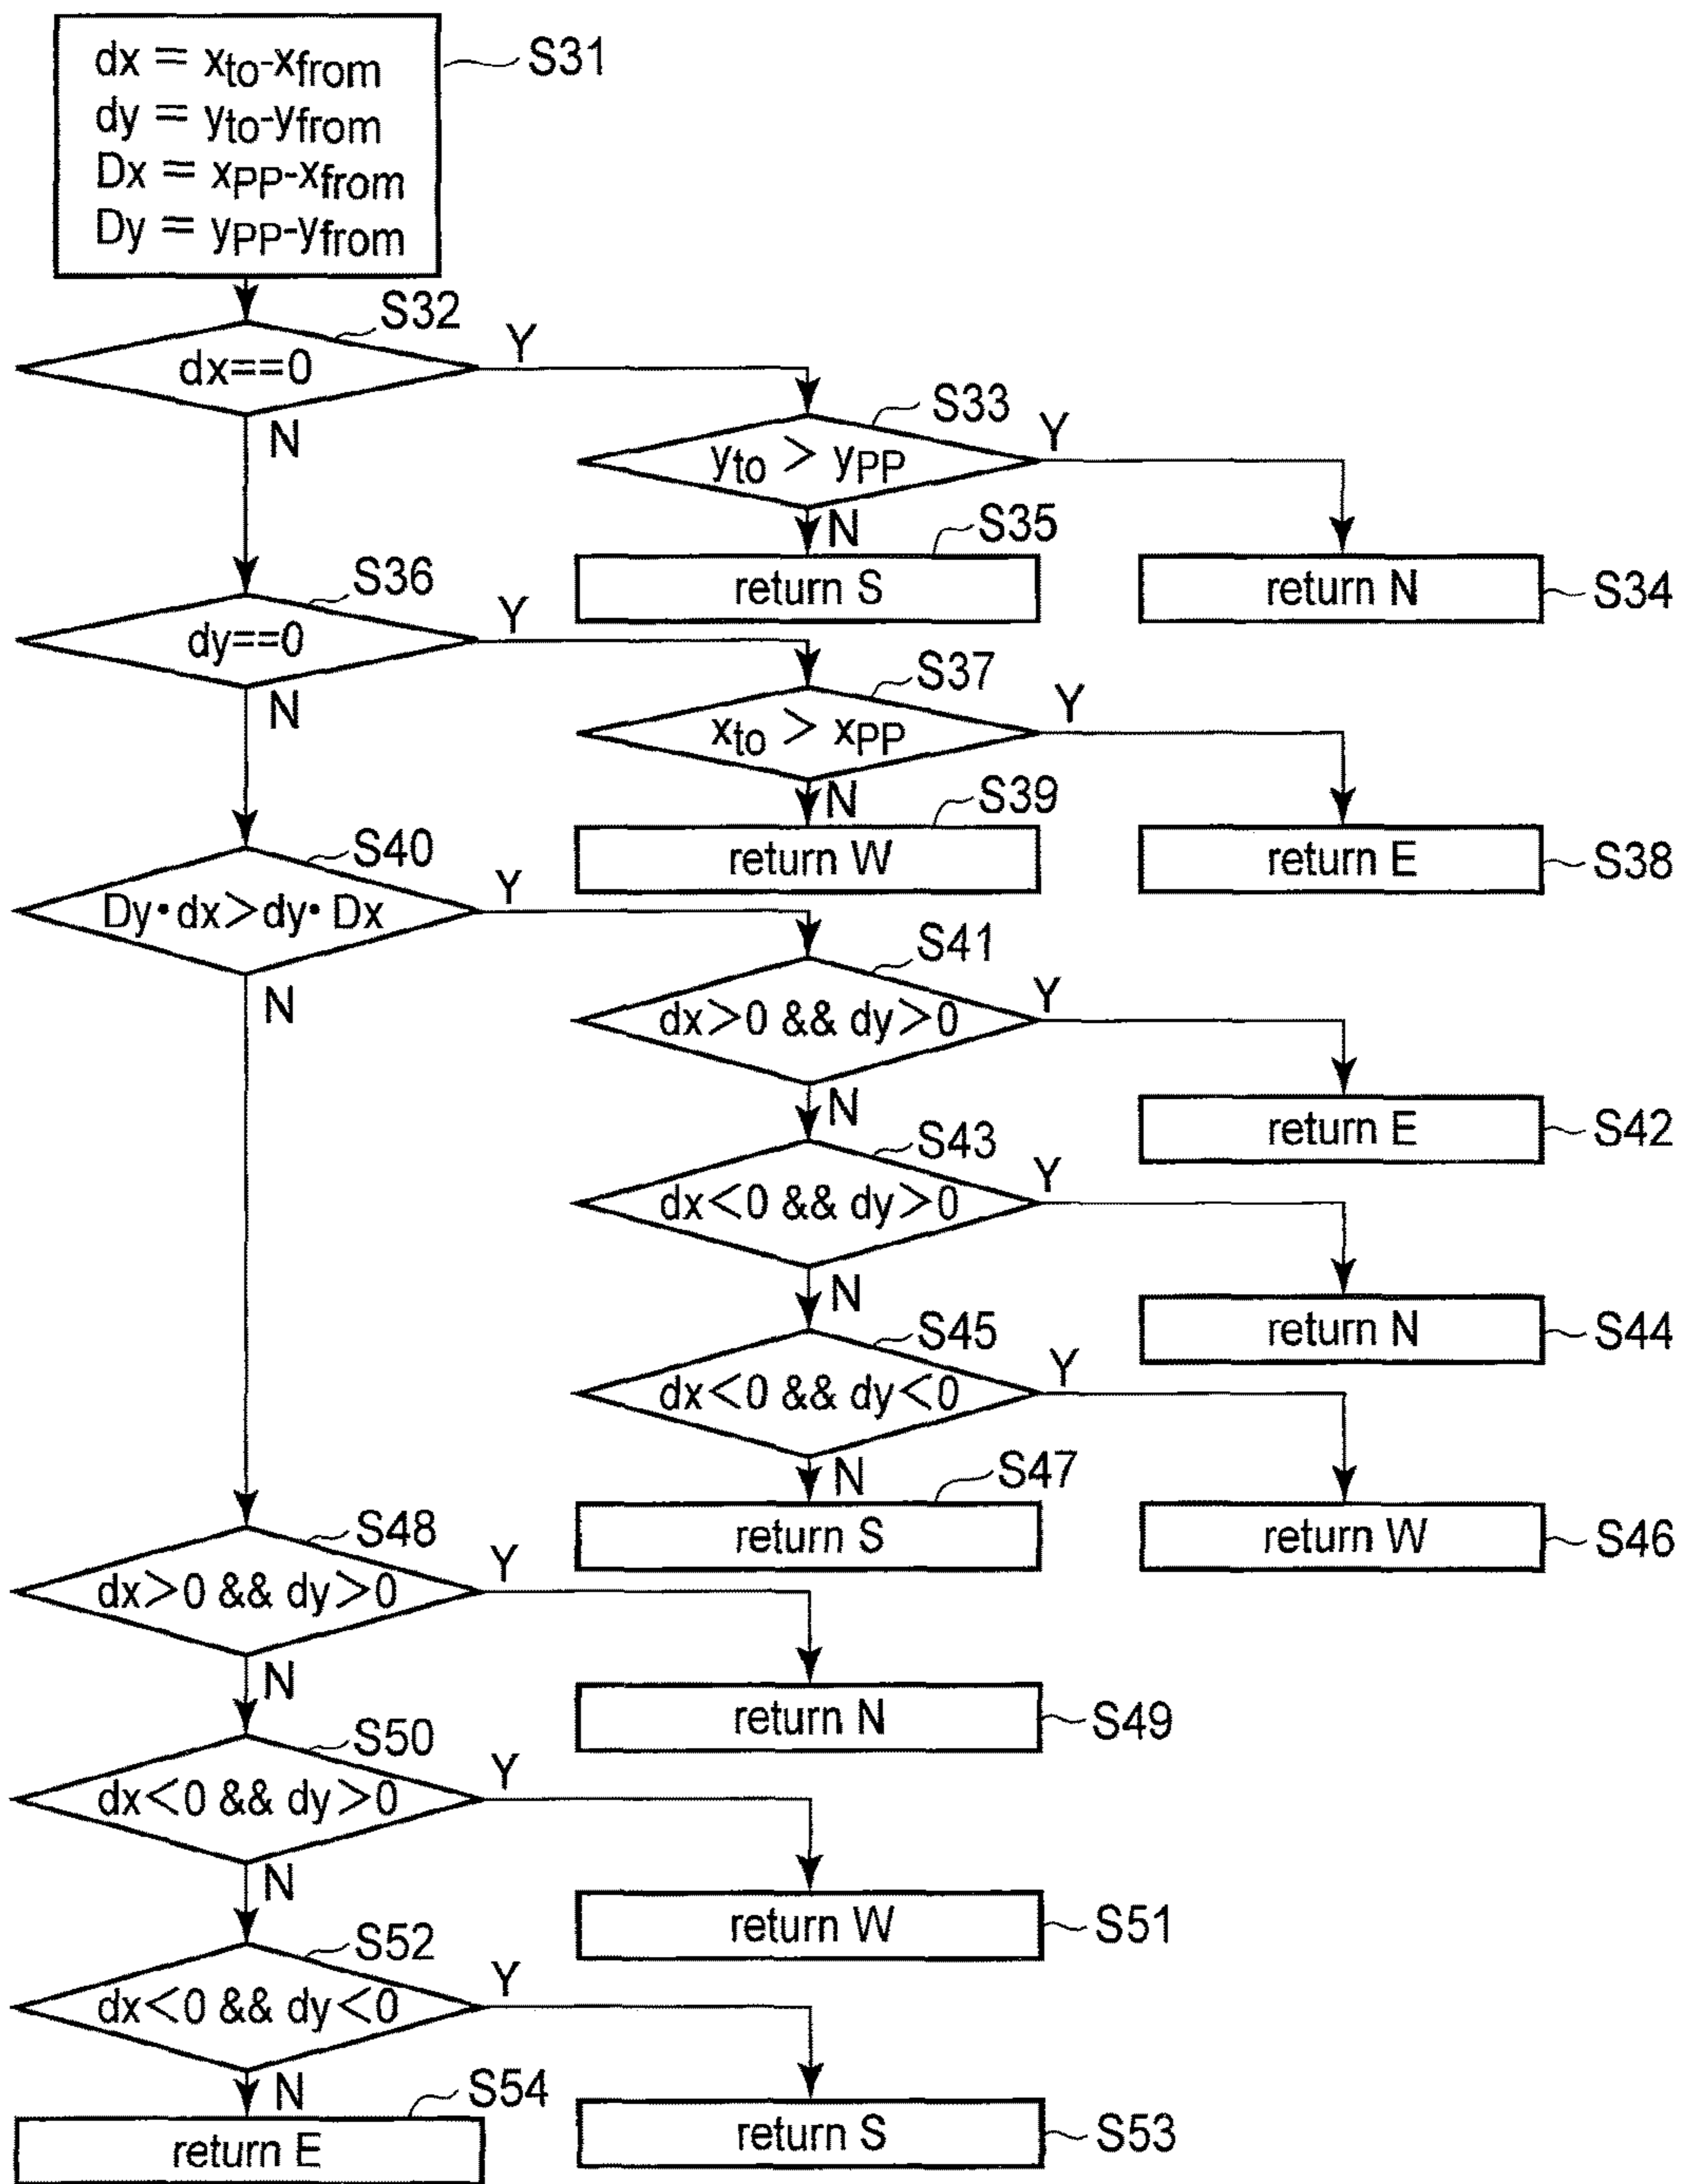 dx = xto-xfrom
dy = yto-yfrom
Dx = xPP-xfrom
Dy = yPP-yfrom
S31
S32
dx==0
Y
N
S33
yto > yPP
Y
N
S35
return S
return N
S34
S36
dy==0
Y
N
S37
xto > xPP
Y
N
S39
return W
return E
S38
S40
Dy•dx>dy•Dx
Y
N
S41
dx>0 && dy>0
Y
N
return E
S42
S43
dx<0 && dy>0
Y
N
return N
S44
S45
dx<0 && dy<0
Y
N
S47
return S
return W
S46
S48
dx>0 && dy>0
Y
N
return N
S49
S50
dx<0 && dy>0
Y
N
return W
S51
S52
dx<0 && dy<0
Y
N
S54
return E
return S
S53